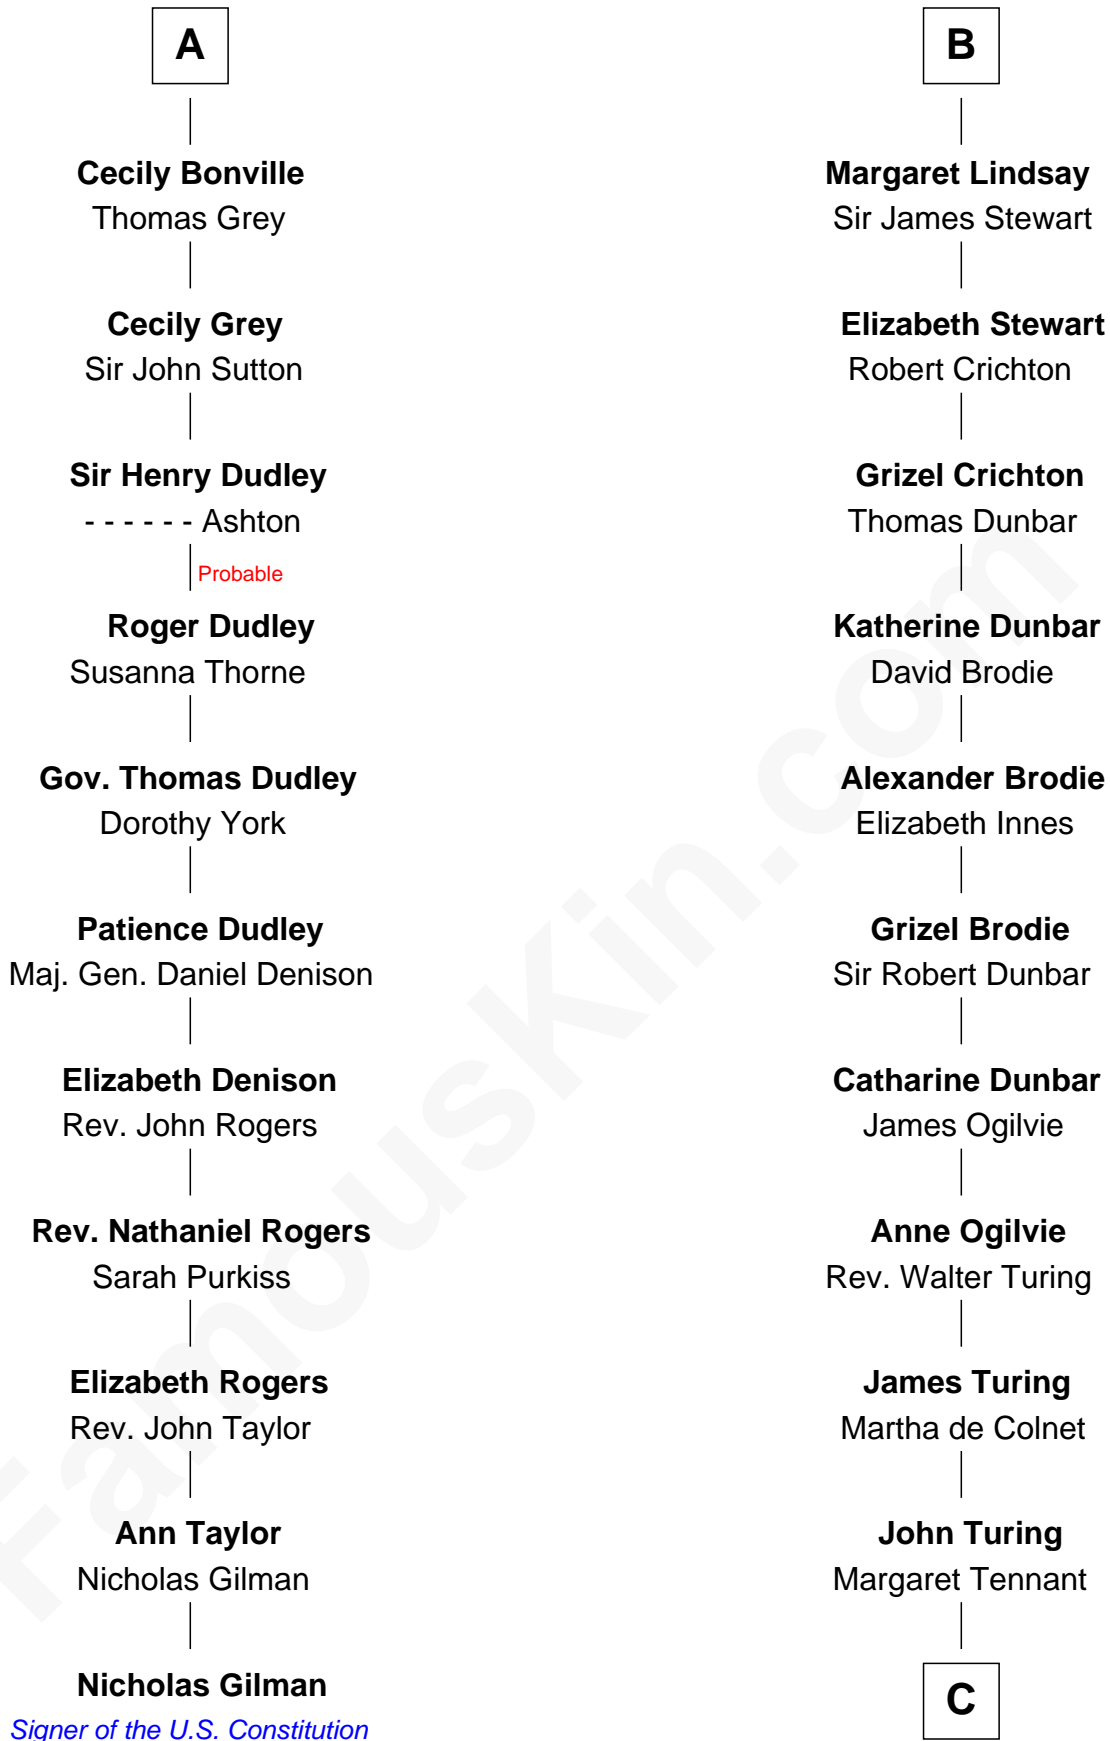 A
Cecily Bonville
Thomas Grey
Cecily Grey
Sir John Sutton
Sir Henry Dudley
- - - - - - Ashton
Probable
Roger Dudley
Susanna Thorne
Gov. Thomas Dudley
Dorothy York
Patience Dudley
Maj. Gen. Daniel Denison
Elizabeth Denison
Rev. John Rogers
Rev. Nathaniel Rogers
Sarah Purkiss
Elizabeth Rogers
Rev. John Taylor
Ann Taylor
Nicholas Gilman
Nicholas Gilman
Signer of the U.S. Constitution
B
Margaret Lindsay
Sir James Stewart
Elizabeth Stewart
Robert Crichton
Grizel Crichton
Thomas Dunbar
Katherine Dunbar
David Brodie
Alexander Brodie
Elizabeth Innes
Grizel Brodie
Sir Robert Dunbar
Catharine Dunbar
James Ogilvie
Anne Ogilvie
Rev. Walter Turing
James Turing
Martha de Colnet
John Turing
Margaret Tennant
C
FamousKin.com